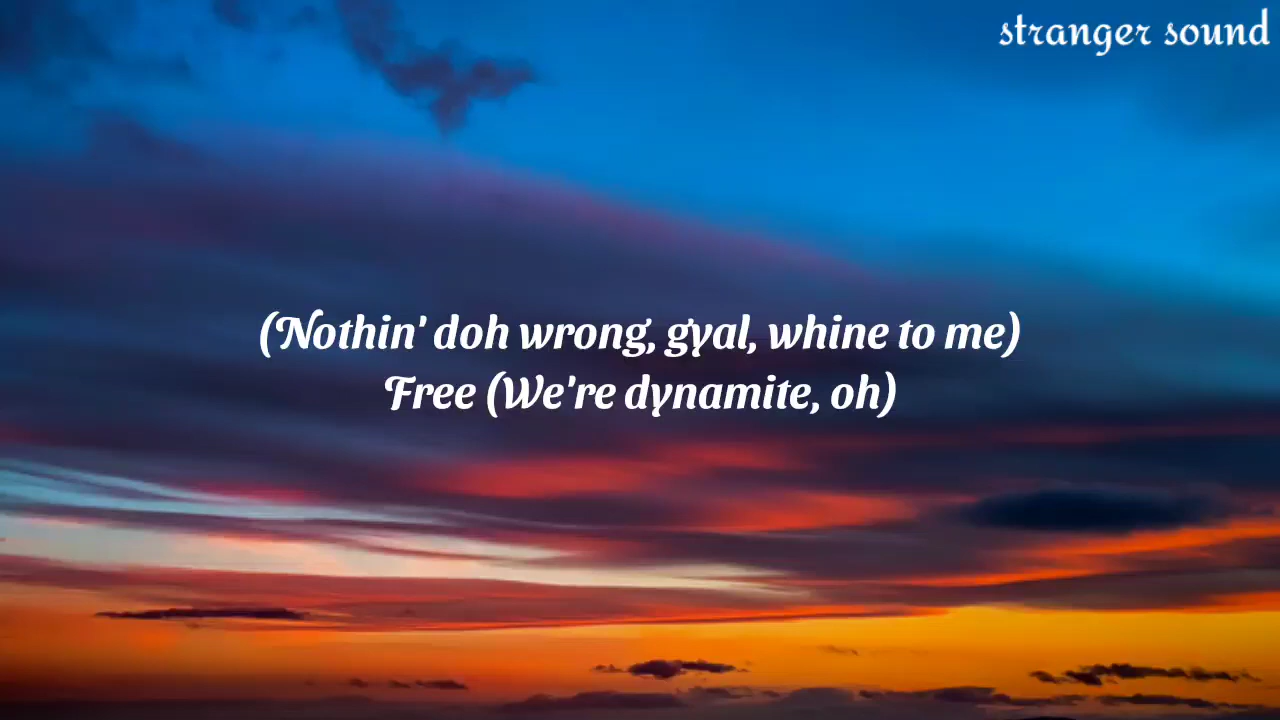 stranger sound
(Nothin' doh wrong, gyal, whine to me)
Free (We're dynamite, oh)